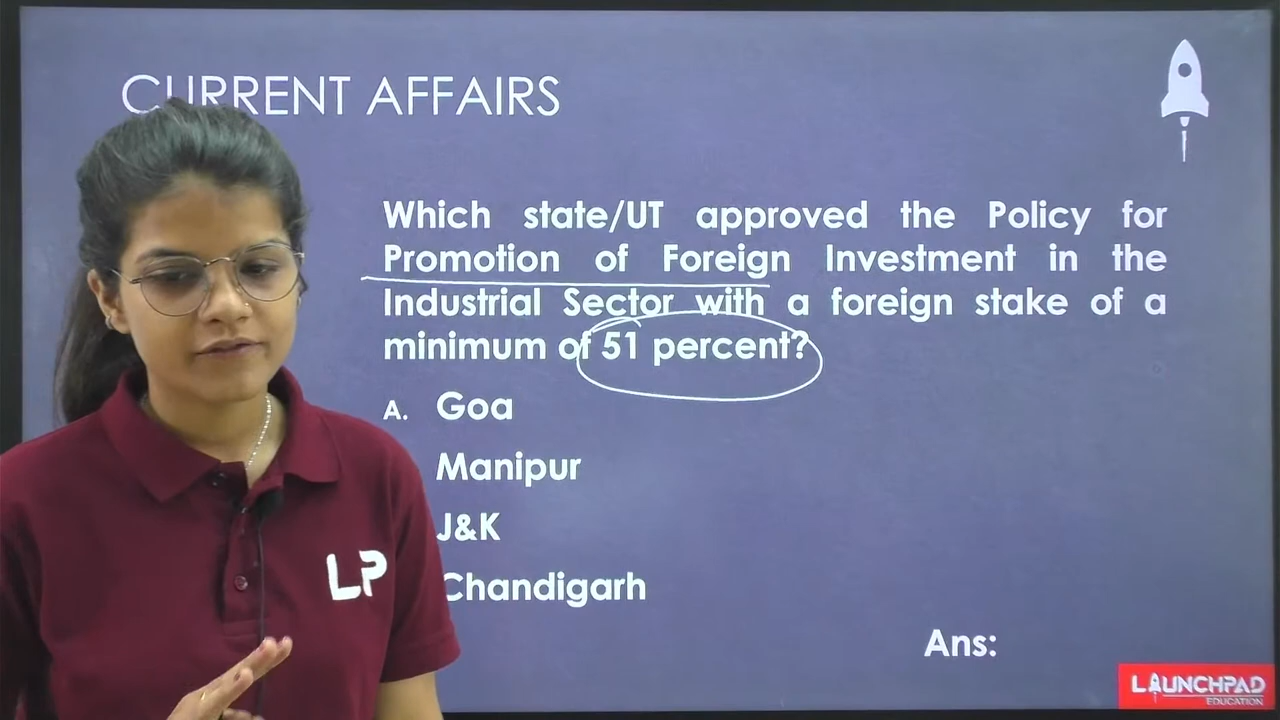 CURRENT AFFAIRS
Which state/UT approved the Policy for
Promotion of Foreign Investment in the
Industrial Sector with a foreign stake of a
minimum of 51 percent?
A. Goa
Manipur
J&K
Chandigarh
Ans:
LP
LAUNCHPAD
EDUCATION